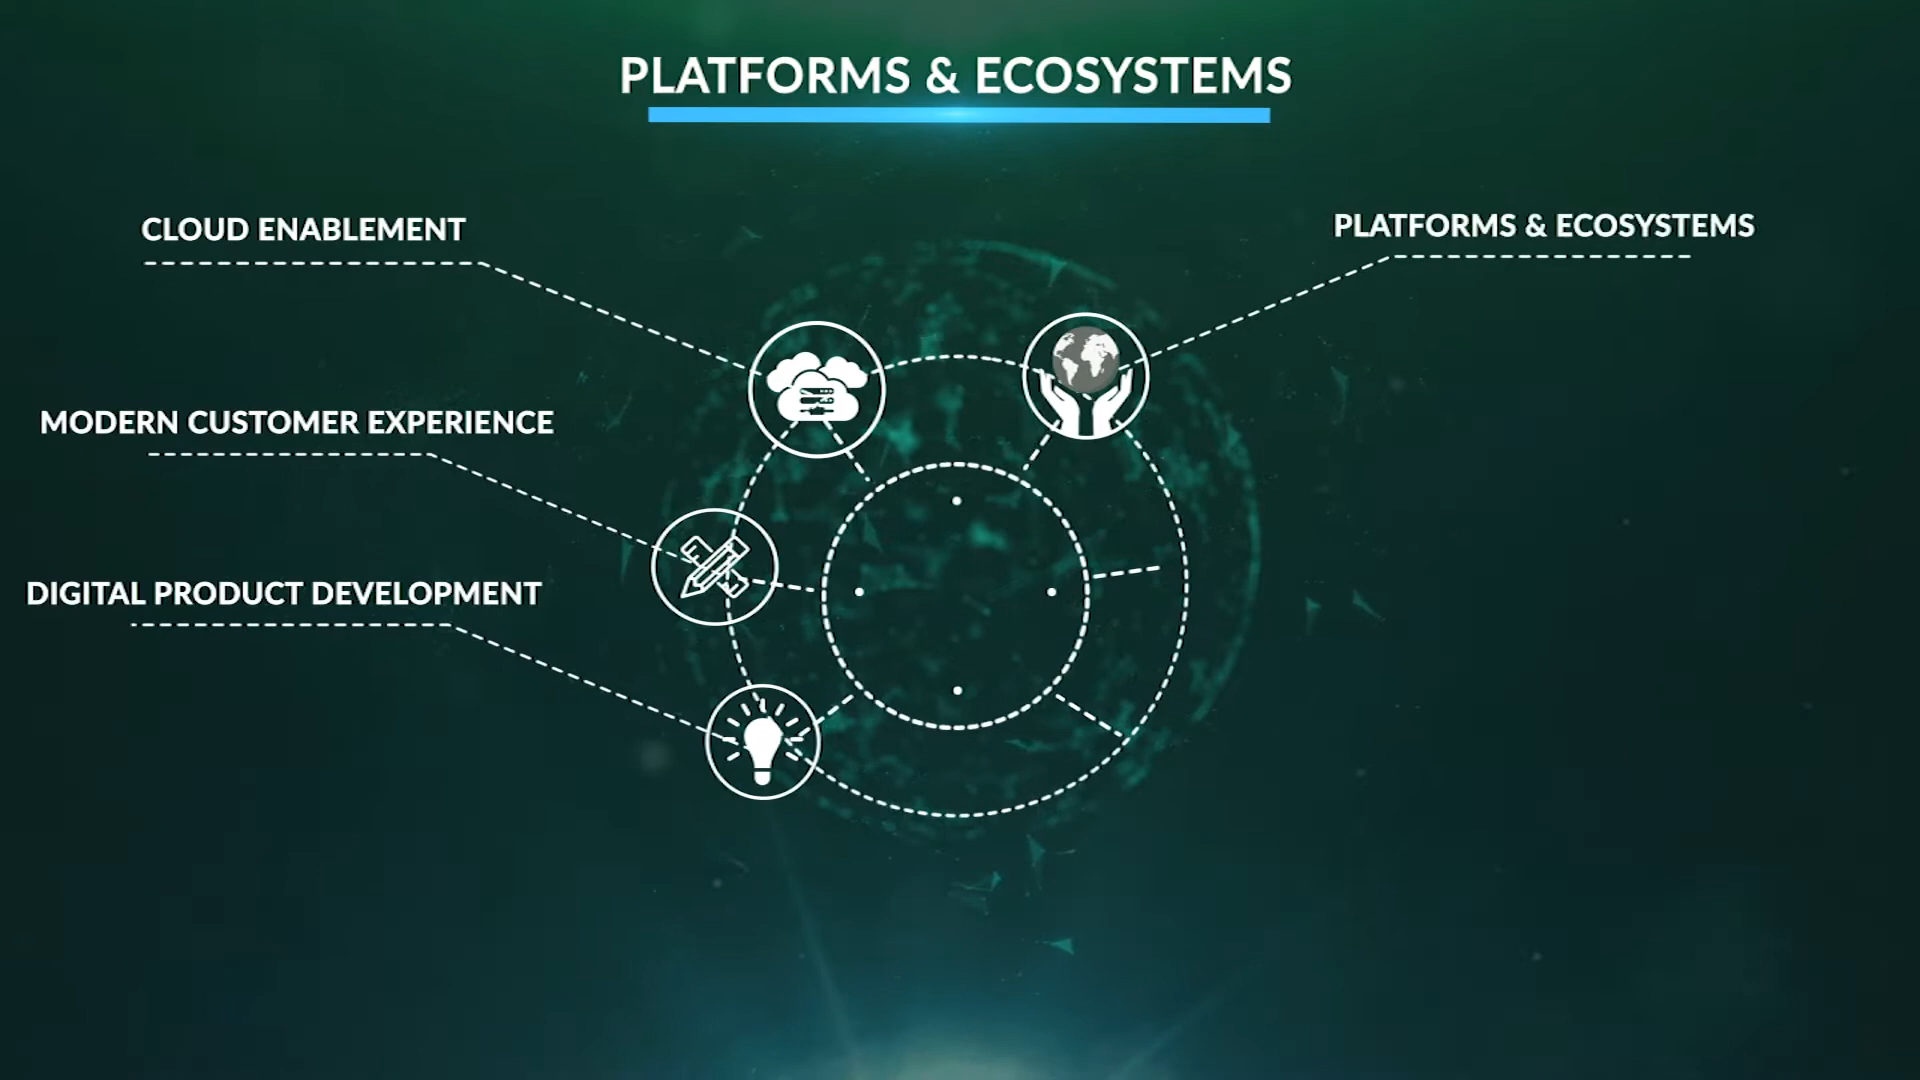 PLATFORMS & ECOSYSTEMS
CLOUD ENABLEMENT
PLATFORMS & ECOSYSTEMS
MODERN CUSTOMER EXPERIENCE
DIGITAL PRODUCT DEVELOPMENT